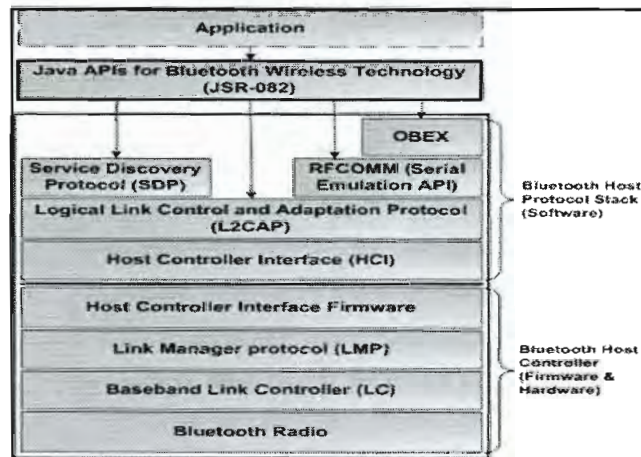 Application
Java APIs for Bluetooth Wireless Technology
(JSR-082)
OBEX
Service Discovery
Protocol (SDP)
RFCOMM (Serial
Emulation API)
Logical Link Control and Adaptation Protocol
(L2CAP)
Host Controller Interface (HCI)
Bluetooth Host
Protocol Stack
(Software)
Host Controller Interface Firmware
Link Manager protocol (LMP)
Baseband Link Controller (LC)
Bluetooth Radio
Bluetooth Host
Controller
(Firmware &
Hardware)